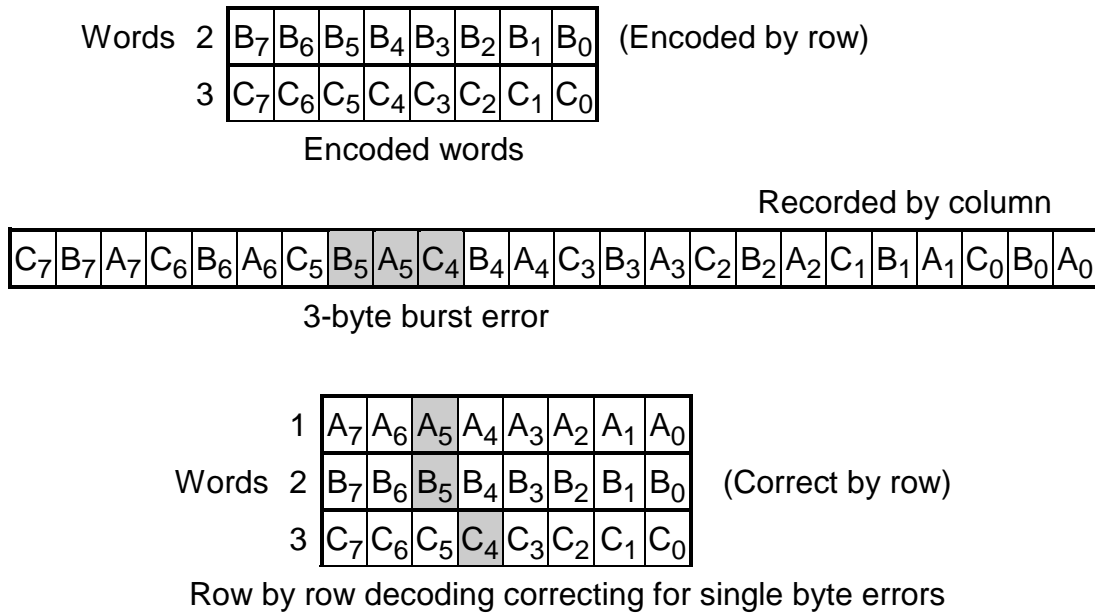 Words 2 B7 B6 B5 B4 B3 B2 B1 B0 (Encoded by row)
3 C7 C6 C5 C4 C3 C2 C1 C0
Encoded words
Recorded by column
C7 B7 A7 C6 B6 A6 C5 B5 A5 C4 B4 A4 C3 B3 A3 C2 B2 A2 C1 B1 A1 C0 B0 A0
3-byte burst error
1 A7 A6 A5 A4 A3 A2 A1 A0
Words 2 B7 B6 B5 B4 B3 B2 B1 B0 (Correct by row)
3 C7 C6 C5 C4 C3 C2 C1 C0
Row by row decoding correcting for single byte errors